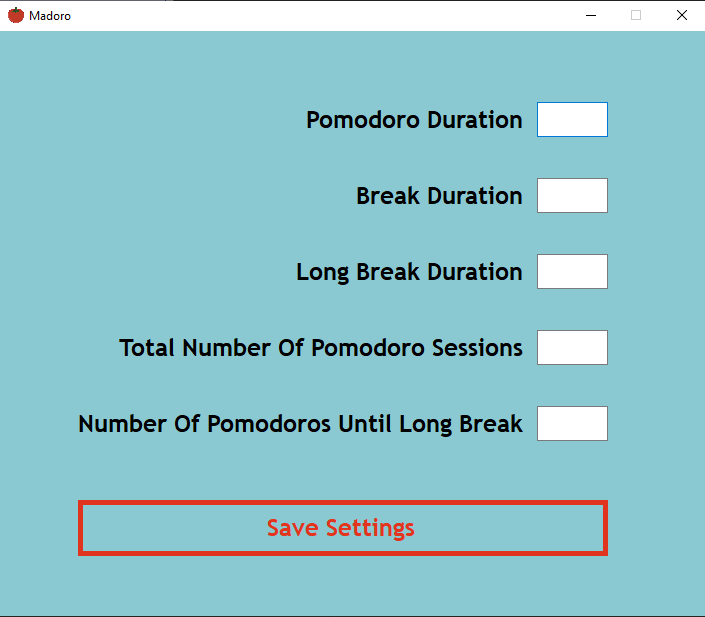 Madoro
Pomodoro Duration
Break Duration
Long Break Duration
Total Number Of Pomodoro Sessions
Number Of Pomodoros Until Long Break
Save Settings